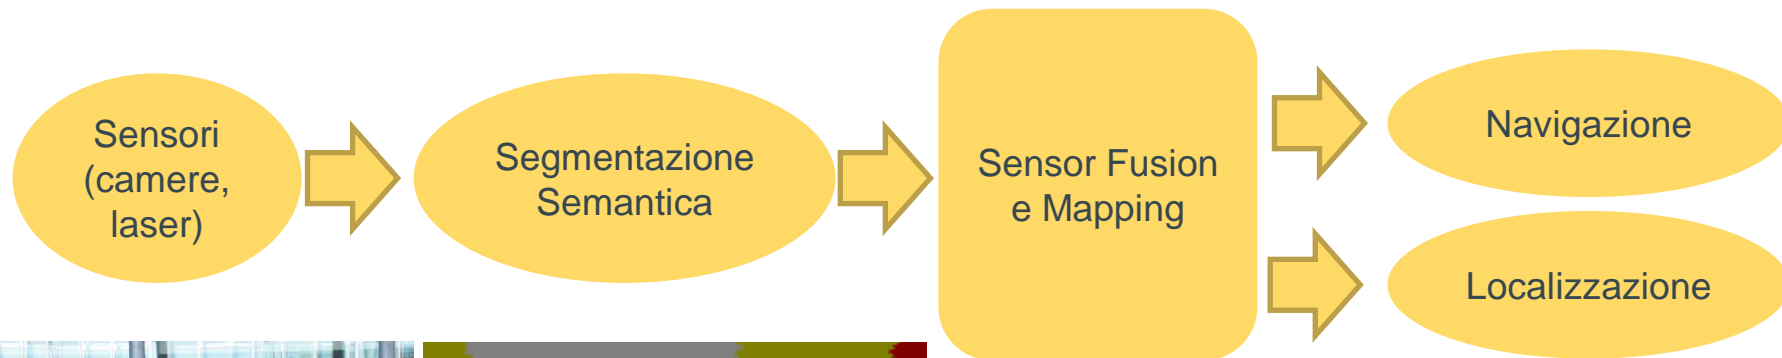 Sensori
(camere,
laser)
Segmentazione
Semantica
Sensor Fusion
e Mapping
Navigazione
Localizzazione